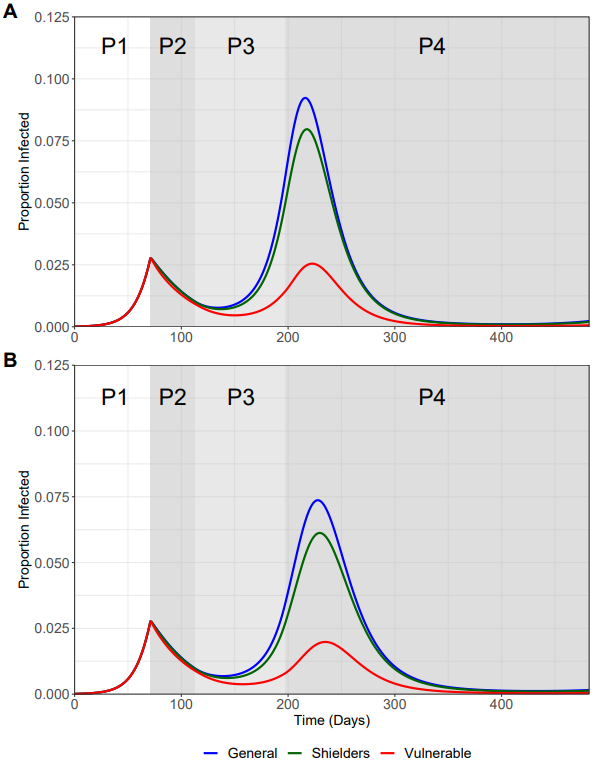 A
P1 P2 P3 P4
Proportion Infected
0.125
0.100
0.075
0.050
0.025
0.000
0 100 200 300 400
B
P1 P2 P3 P4
Proportion Infected
0.125
0.100
0.075
0.050
0.025
0.000
0 100 200 300 400
Time (Days)
General Shielders Vulnerable